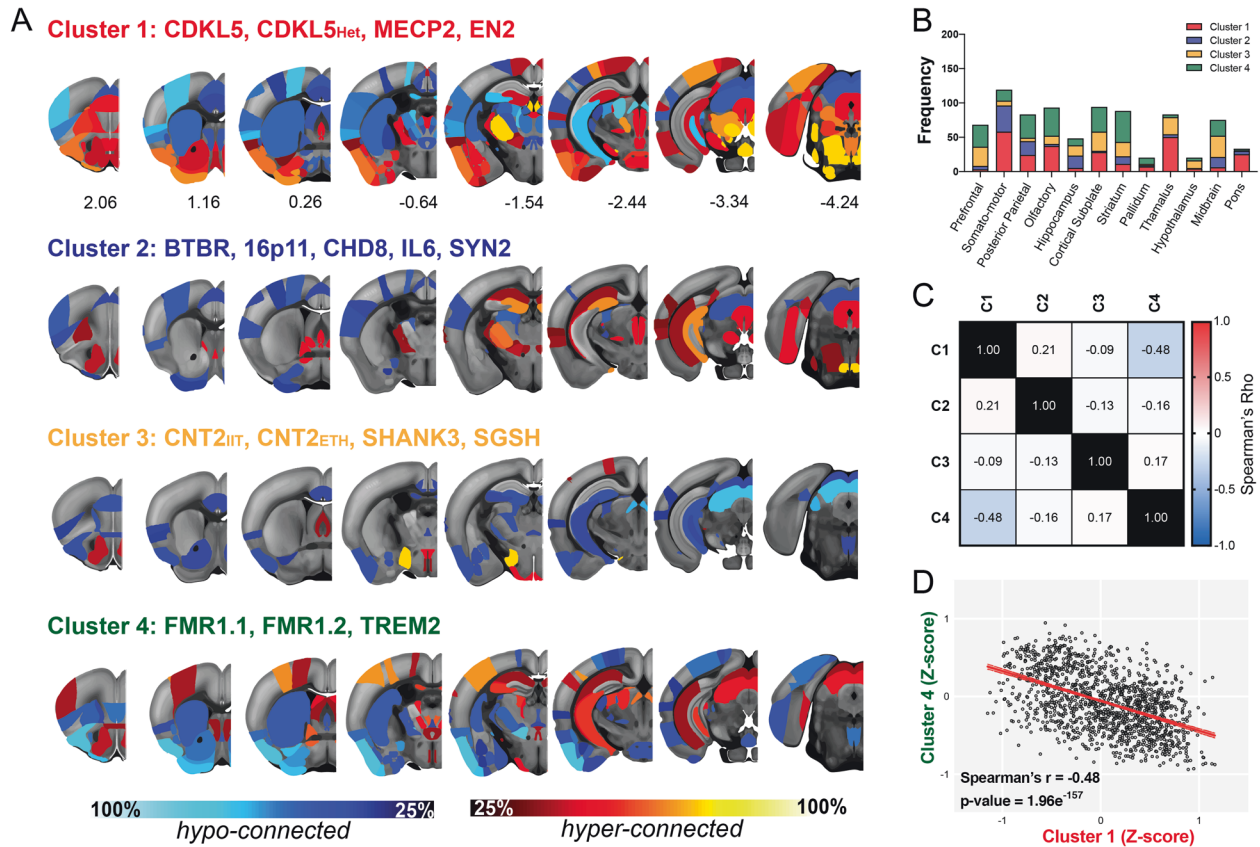 A
Cluster 1: CDKL5, CDKL5Het, MECP2, EN2
2.06 1.16 0.26 -0.64 -1.54 -2.44 -3.34 -4.24
Cluster 2: BTBR, 16p11, CHD8, IL6, SYN2
Cluster 3: CNT2IIT, CNT2ETH, SHANK3, SGSH
Cluster 4: FMR1.1, FMR1.2, TREM2
100% 25%
hypo-connected
25% 100%
hyper-connected
B
Cluster 1
Cluster 2
Cluster 3
Cluster 4
Frequency
200
150
100
50
0
Prefrontal
Somato-motor
Posterior Parietal
Olfactory
Hippocampus
Cortical Subplate
Striatum
Pallidum
Thamalus
Hypothalamus
Midbrain
Pons
C
C1 C2 C3 C4
C1 1.00 0.21 -0.09 -0.48
C2 0.21 1.00 -0.13 -0.16
C3 -0.09 -0.13 1.00 0.17
C4 -0.48 -0.16 0.17 1.00
1.0
0.5
0
-0.5
-1.0
Spearman's Rho
D
Cluster 4 (Z-score)
1
0
-1
Spearman's r = -0.48
p-value = 1.96e-157
-1 0 1
Cluster 1 (Z-score)